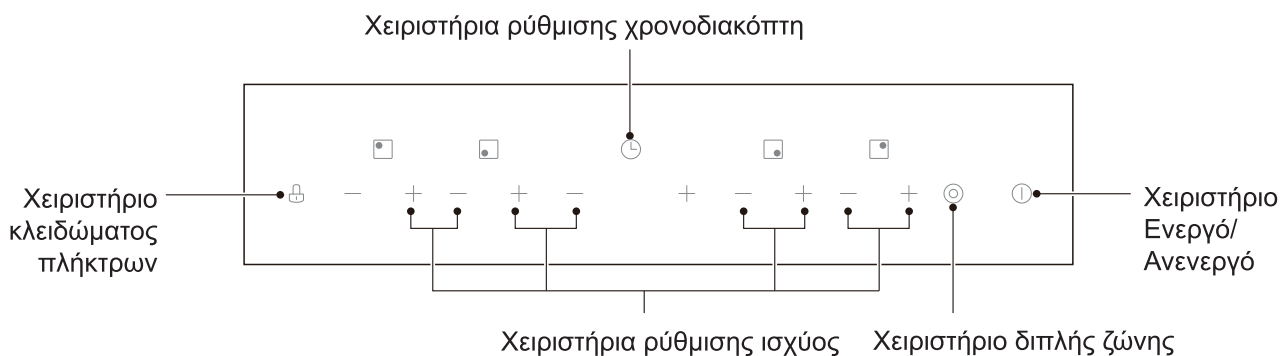 Χειριστήρια ρύθμισης χρονοδιακόπτη
Χειριστήριο
κλειδώματος
πλήκτρων
Χειριστήριο
Ενεργό/
Ανενεργό
Χειριστήρια ρύθμισης ισχύος
Χειριστήριο διπλής ζώνης